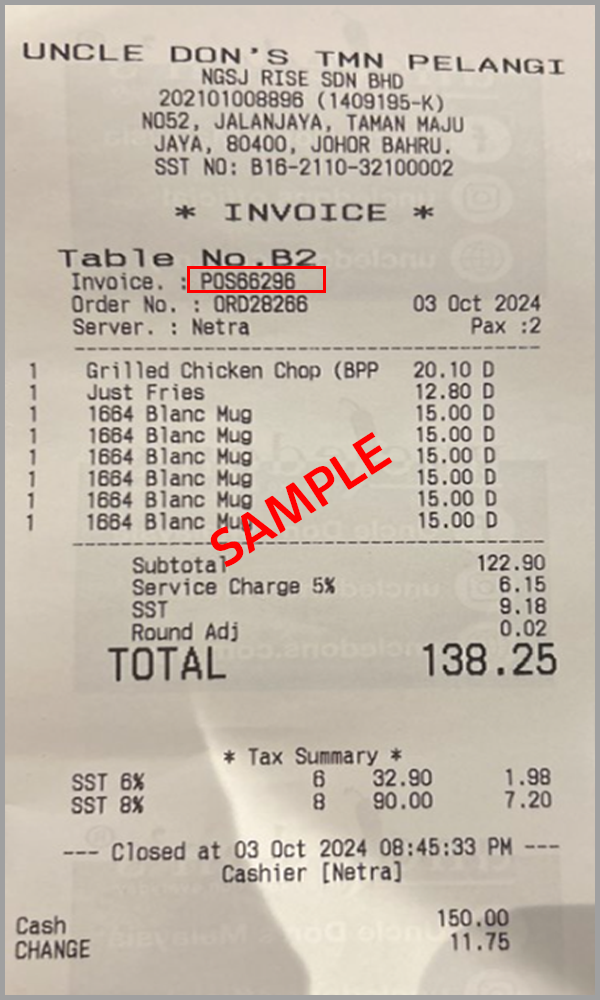 UNCLE DON'S TMN PELANGI
NGSJ RISE SDN BHD
202101008896 (1409195-K)
NO52, JALANJAYA, TAMAN MAJU
JAYA, 80400, JOHOR BAHRU.
SST NO: B16-2110-32100002
* INVOICE *
Table No.B2
Invoice. : POS66296
Order No. : ORD28266 03 Oct 2024
Server. : Netra Pax :2
1 Grilled Chicken Chop (BPP 20.10 D
1 Just Fries 12.80 D
1 1664 Blanc Mug 15.00 D
1 1664 Blanc Mug 15.00 D
1 1664 Blanc Mug 15.00 D
1 1664 Blanc Mug 15.00 D
1 1664 Blanc Mug 15.00 D
1 1664 Blanc Mug 15.00 D
SAMPLE
Subtotal 122.90
Service Charge 5% 6.15
SST 9.18
Round Adj 0.02
TOTAL 138.25
* Tax Summary *
SST 6% 6 32.90 1.98
SST 8% 8 90.00 7.20
--- Closed at 03 Oct 2024 08:45:33 PM ---
Cashier [Netra]
Cash 150.00
CHANGE 11.75